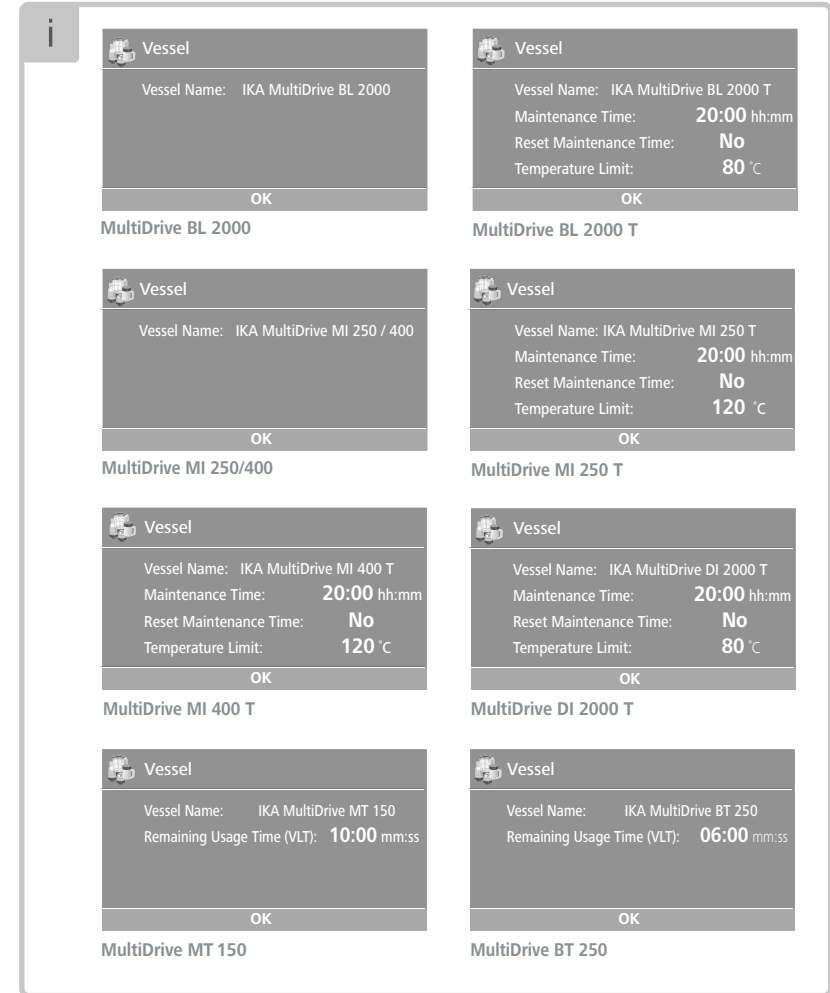 i
Vessel
Vessel Name: IKA MultiDrive BL 2000
OK
MultiDrive BL 2000
Vessel
Vessel Name: IKA MultiDrive BL 2000 T
Maintenance Time: 20:00 hh:mm
Reset Maintenance Time: No
Temperature Limit: 80 °C
OK
MultiDrive BL 2000 T
Vessel
Vessel Name: IKA MultiDrive MI 250 / 400
OK
MultiDrive MI 250/400
Vessel
Vessel Name: IKA MultiDrive MI 250 T
Maintenance Time: 20:00 hh:mm
Reset Maintenance Time: No
Temperature Limit: 120 °C
OK
MultiDrive MI 250 T
Vessel
Vessel Name: IKA MultiDrive MI 400 T
Maintenance Time: 20:00 hh:mm
Reset Maintenance Time: No
Temperature Limit: 120 °C
OK
MultiDrive MI 400 T
Vessel
Vessel Name: IKA MultiDrive DI 2000 T
Maintenance Time: 20:00 hh:mm
Reset Maintenance Time: No
Temperature Limit: 80 °C
OK
MultiDrive DI 2000 T
Vessel
Vessel Name: IKA MultiDrive MT 150
Remaining Usage Time (VLT): 10:00 mm:ss
OK
MultiDrive MT 150
Vessel
Vessel Name: IKA MultiDrive BT 250
Remaining Usage Time (VLT): 06:00 mm:ss
OK
MultiDrive BT 250